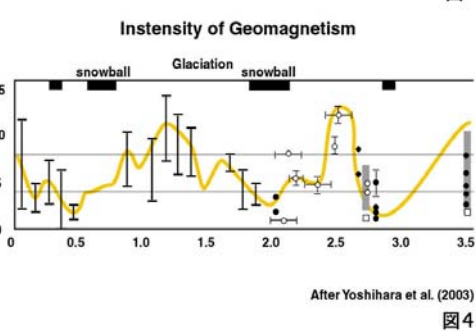 Instensity of Geomagnetism
Glaciation
snowball snowball
5
0
5
0
0 0.5 1.0 1.5 2.0 2.5 3.0 3.5
After Yoshihara et al. (2003)
図4